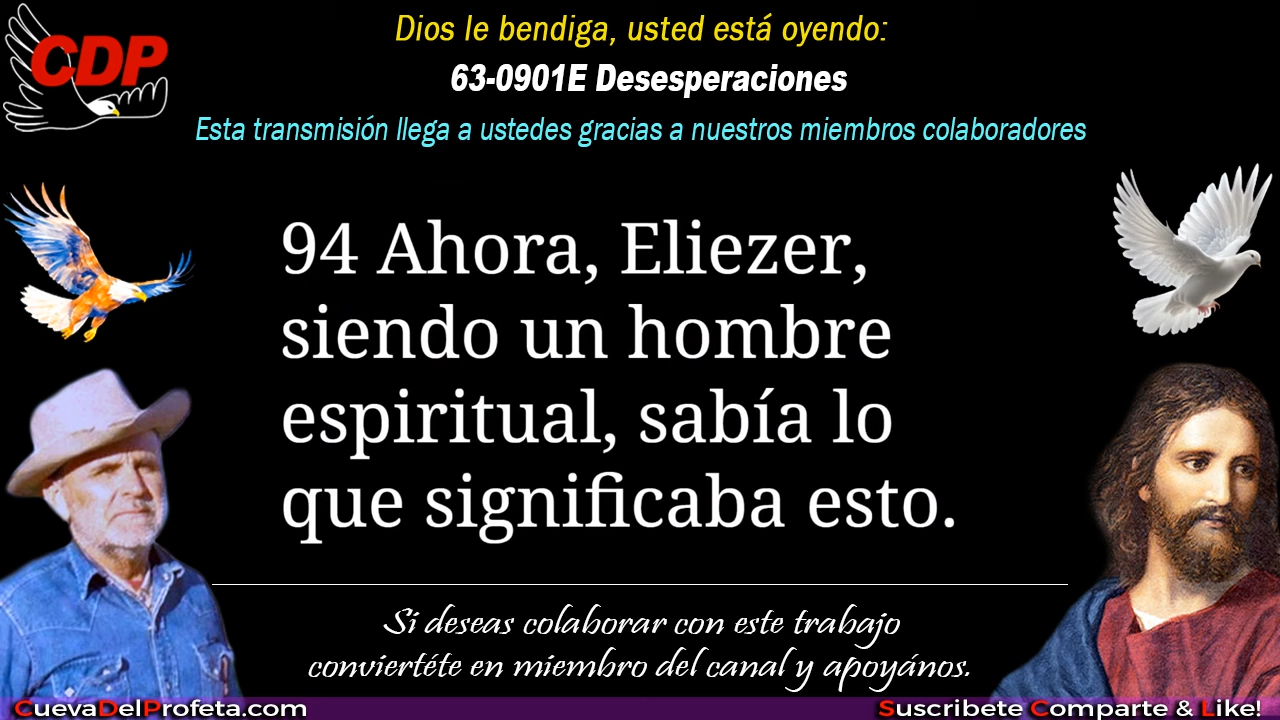 CDP
Dios le bendiga, usted está oyendo:
63-0901E Desesperaciones
Esta transmisión llega a ustedes gracias a nuestros miembros colaboradores
94 Ahora, Eliezer,
siendo un hombre
espiritual, sabía lo
que significaba esto.
Si deseas colaborar con este trabajo
conviertéte en miembro del canal y apoyános.
CuevaDelProfeta.com
Suscribete Comparte & Like!